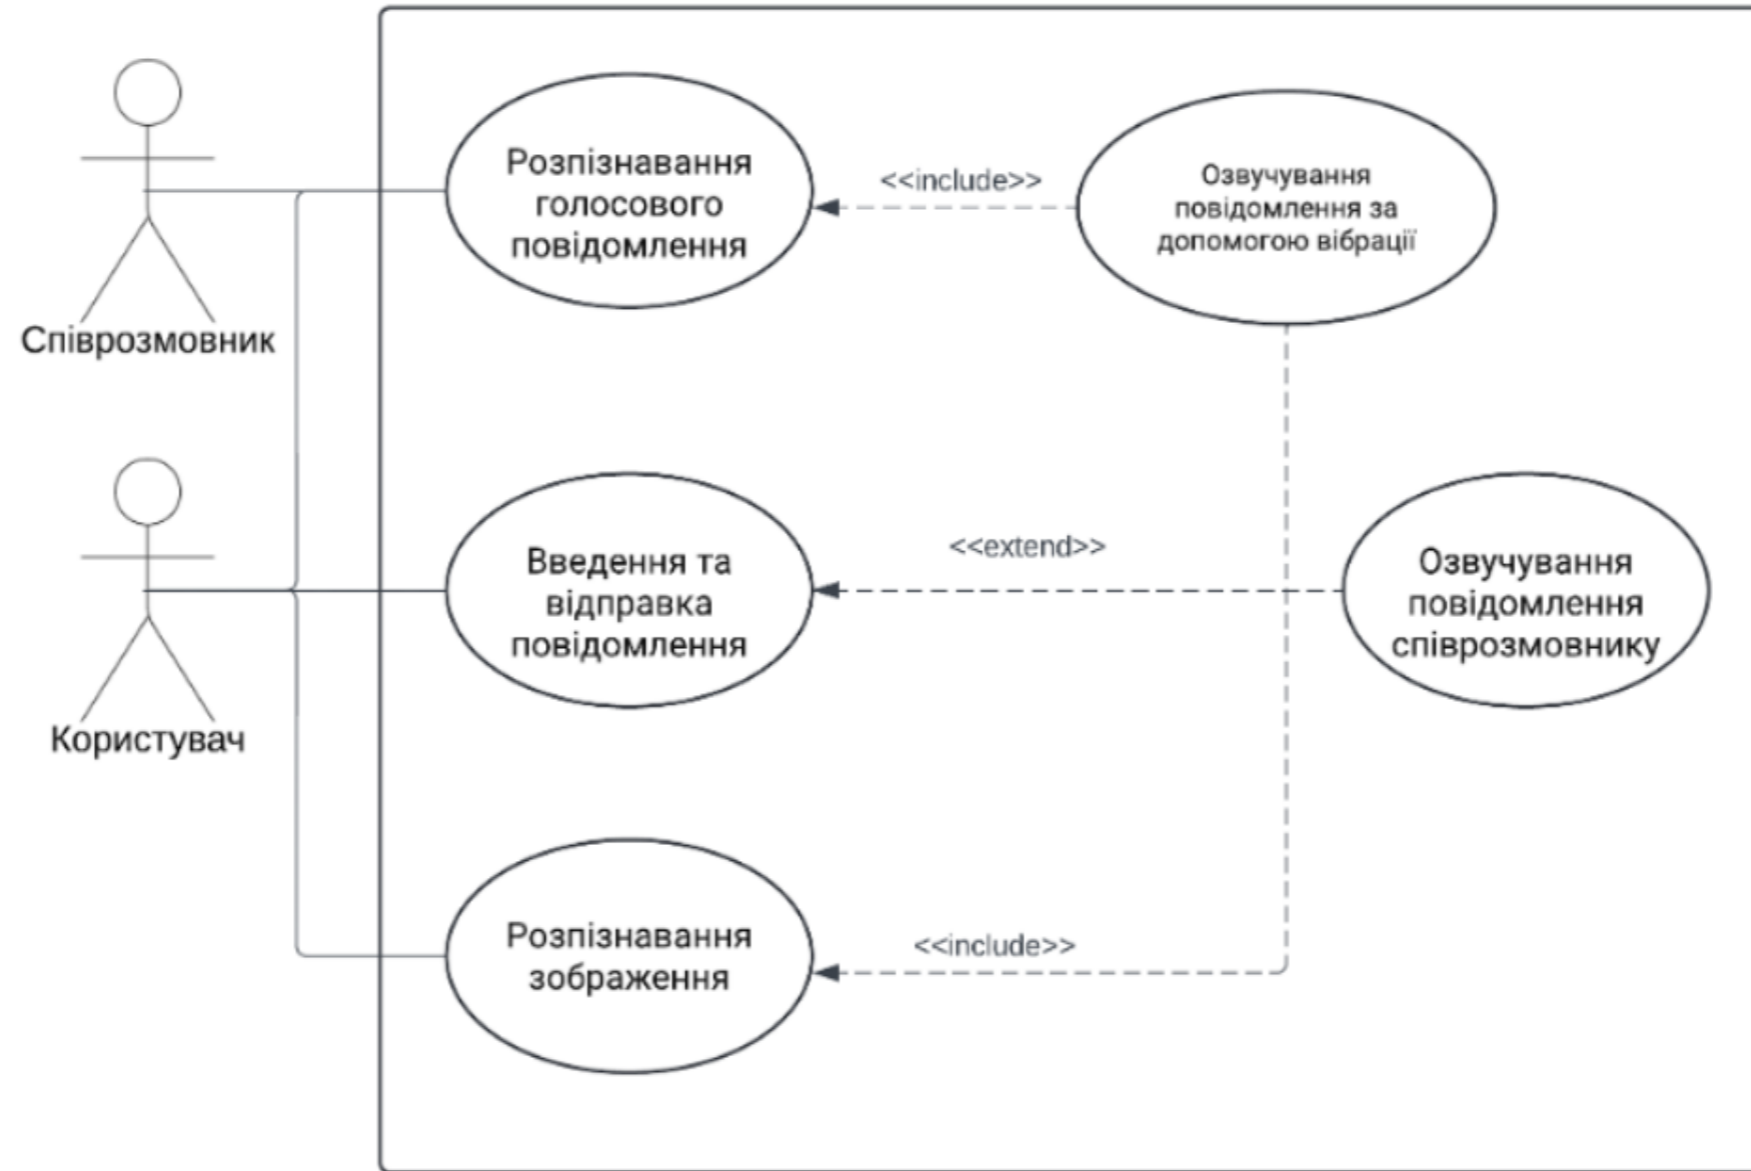 Розпізнавання
голосового
повідомлення
<<include>>
Озвучування
повідомлення за
допомогою вібрації
Співрозмовник
Введення та
відправка
повідомлення
<<extend>>
Озвучування
повідомлення
співрозмовнику
Користувач
Розпізнавання
зображення
<<include>>